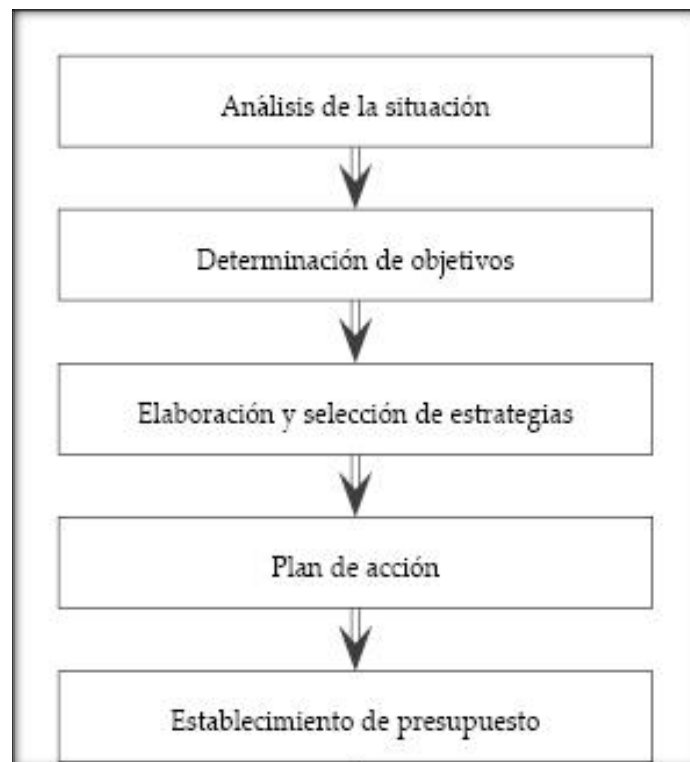 Análisis de la situación
Determinación de objetivos
Elaboración y selección de estrategias
Plan de acción
Establecimiento de presupuesto